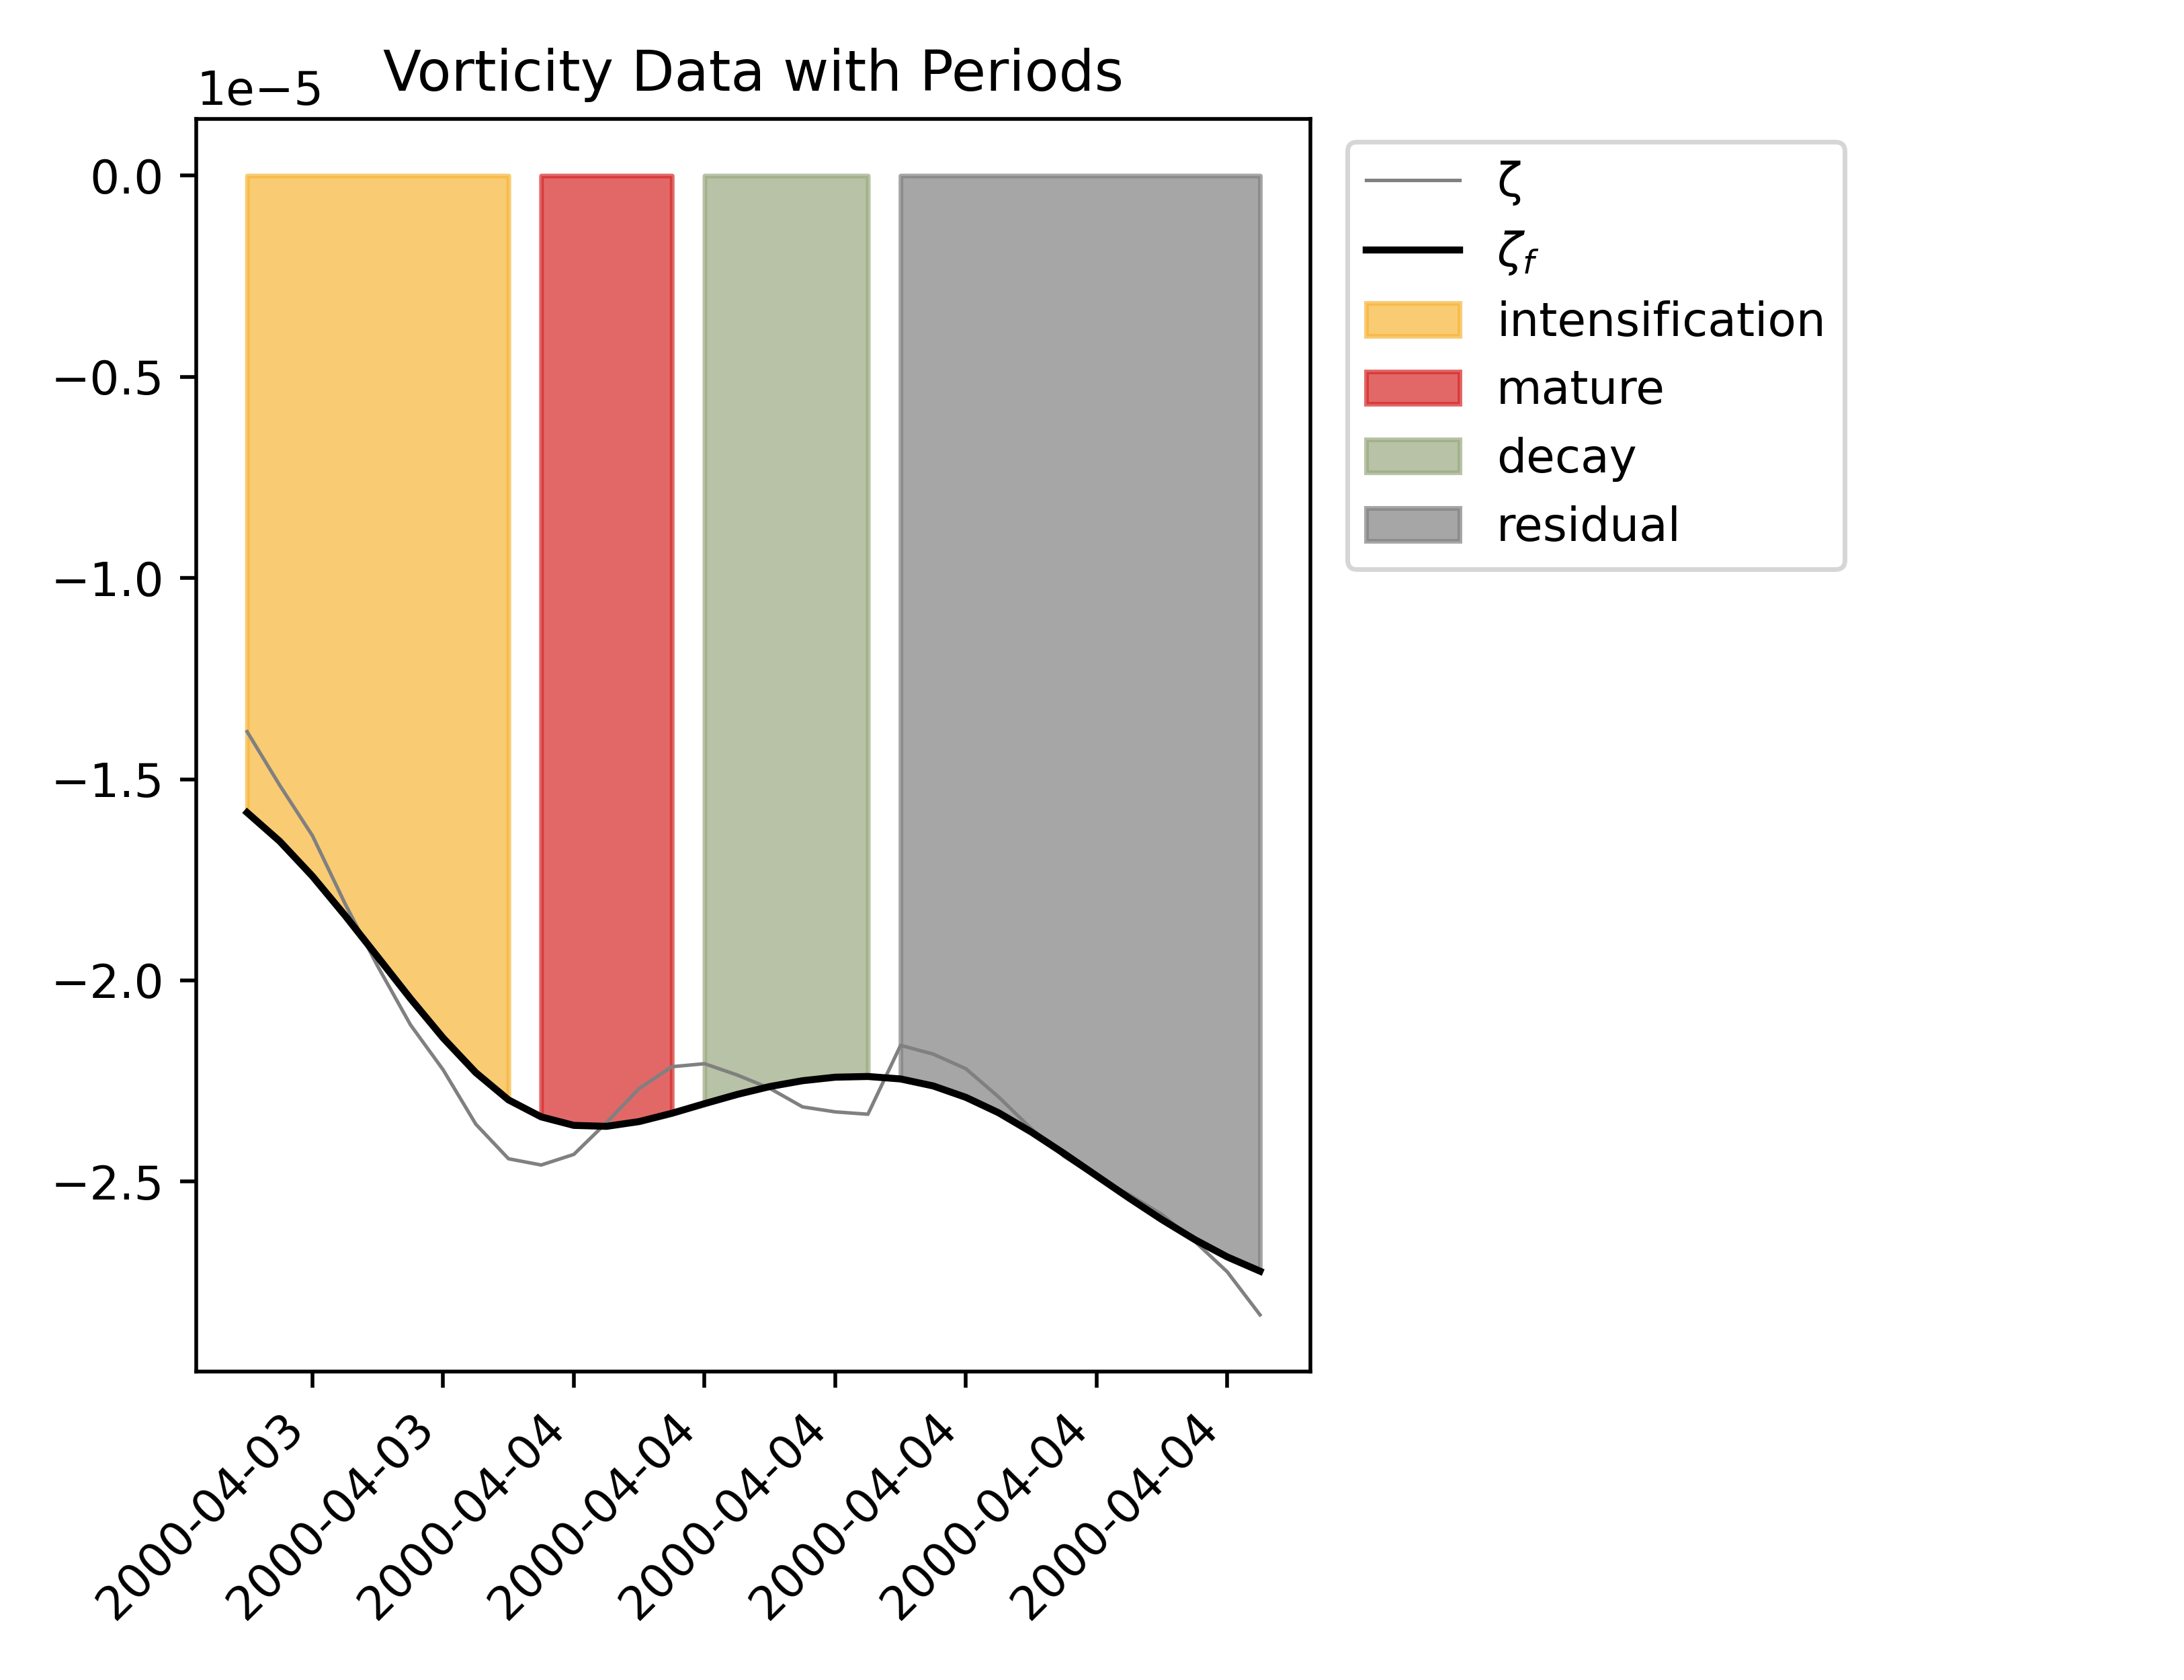 Vorticity Data with Periods
1e−5
0.0
−0.5
−1.0
−1.5
−2.0
−2.5
2000-04-03
2000-04-03
2000-04-04
2000-04-04
2000-04-04
2000-04-04
2000-04-04
2000-04-04
ζ
ζf
intensification
mature
decay
residual